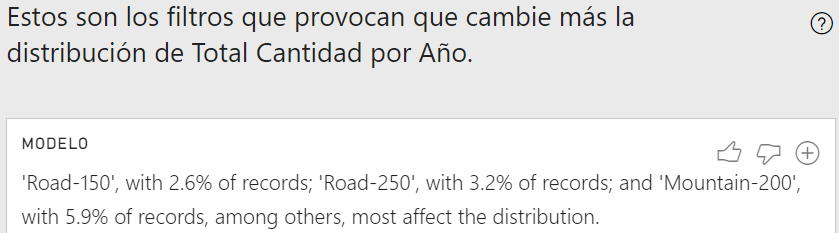 Estos son los filtros que provocan que cambie más la
distribución de Total Cantidad por Año.
?
MODELO
'Road-150', with 2.6% of records; 'Road-250', with 3.2% of records; and 'Mountain-200',
with 5.9% of records, among others, most affect the distribution.